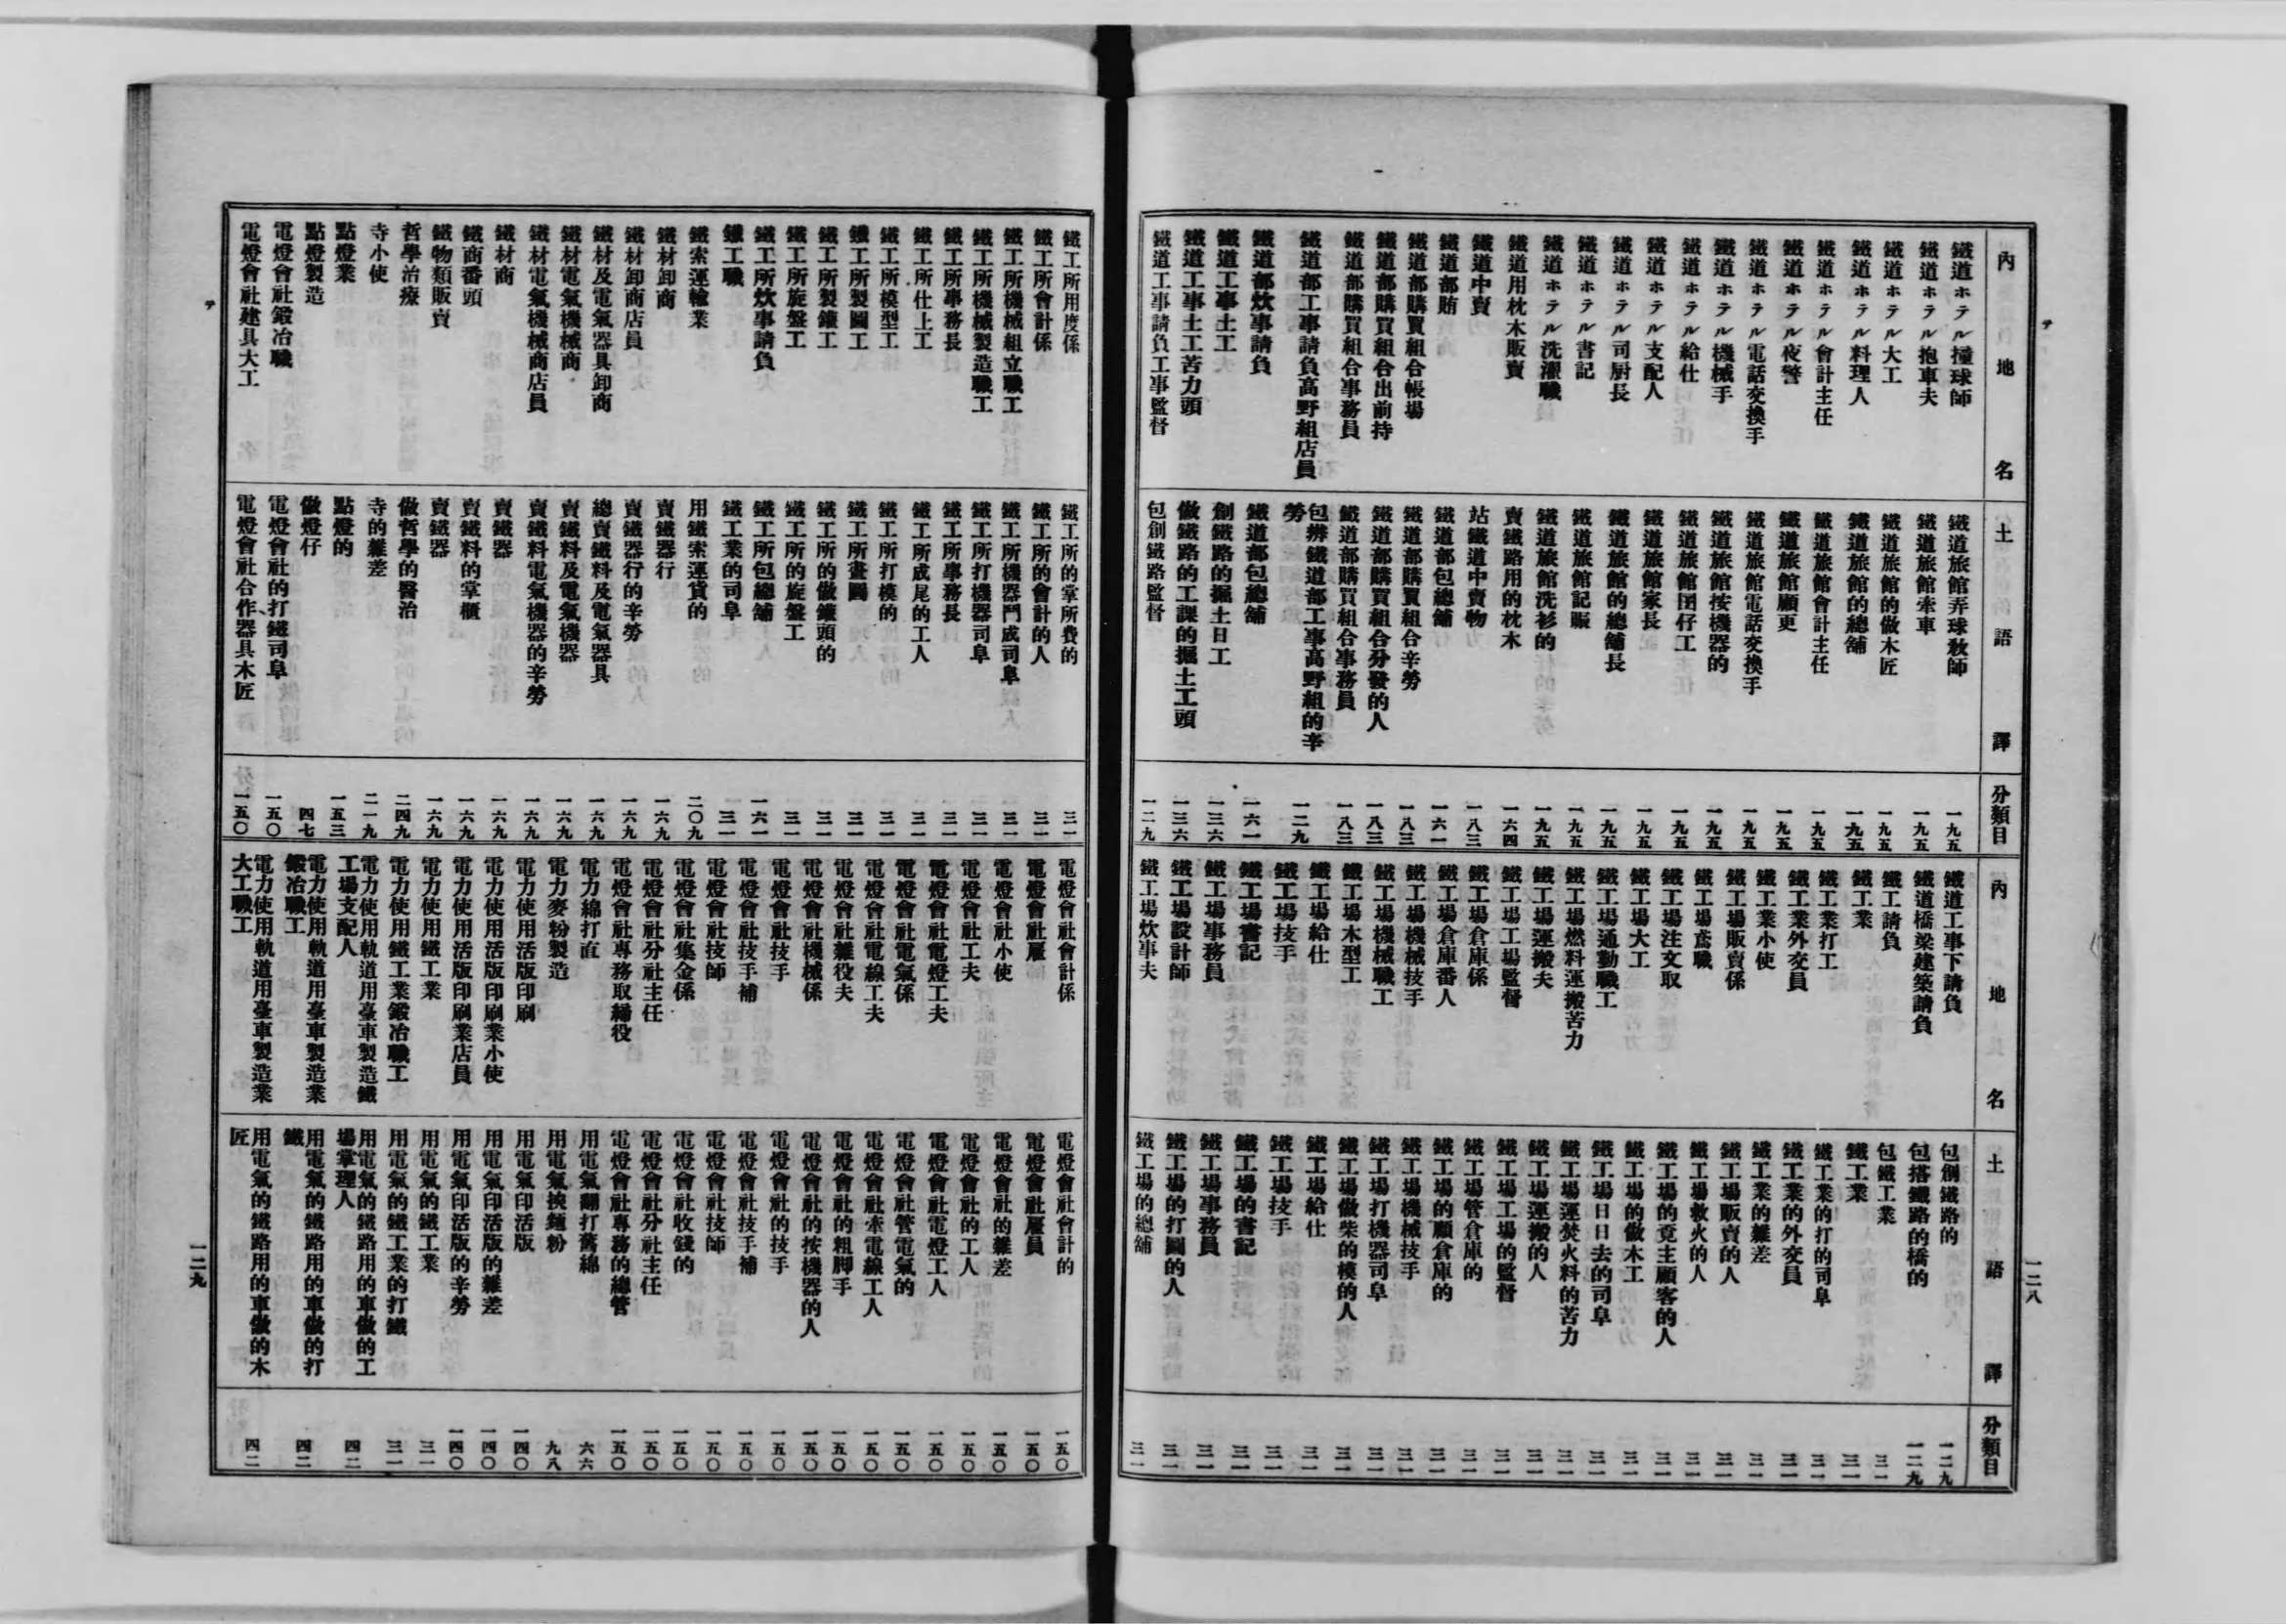 テ
内地名 土語譯 分類目
鐵道ホテル撞球師 鐵道旅館弄球敎師 一九五
鐵道ホテル抱車夫 鐵道旅館牽車 一九五
鐵道ホテル大工 鐵道旅館的做木匠 一九五
鐵道ホテル料理人 鐵道旅館的總舖 一九五
鐵道ホテル會計主任 鐵道旅館會計主任 一九五
鐵道ホテル夜警 鐵道旅館顧更 一九五
鐵道ホテル電話交換手 鐵道旅館電話交換手 一九五
鐵道ホテル機械手 鐵道旅館按機器的 一九五
鐵道ホテル給仕 鐵道旅館囝仔工 一九五
鐵道ホテル支配人 鐵道旅館家長 一九五
鐵道ホテル司厨長 鐵道旅館的總舖長 一九五
鐵道ホテル書記 鐵道旅館記賬 一九五
鐵道ホテル洗濯職 鐵道旅館洗衫的 一九五
鐵道用枕木販賣 賣鐵路用的枕木 一六四
鐵道中賣 站鐵道中賣物 一八三
鐵道部賄 鐵道部包總舖 一六一
鐵道部購買組合帳場 鐵道部購買組合辛勞 一八三
鐵道部購買組合出前持 鐵道部購買組合分發的人 一八三
鐵道部購買組合事務員 鐵道部購買組合事務員 一八三
鐵道部工事請負高野組店員 包辨鐵道部工事高野組的辛勞 一二九
鐵道部炊事請負 鐵道部包總舖 一六一
鐵道工事土工 創鐵路的掘土日工 一三六
鐵道工事土工苦力頭 做鐵路的工課的掘土工頭 一三六
鐵道工事請負工事監督 包創鐵路監督 一二九
内地名 土語譯 分類目
鐵道工事下請負 包創鐵路的 一二九
鐵道橋梁建築請負 包搭鐵路的橋的 一二九
鐵工請負 包鐵工業 三一
鐵工業 鐵工業 三一
鐵工業打工 鐵工業的打的司阜 三一
鐵工業外交員 鐵工業的外交員 三一
鐵工業小使 鐵工業的雜差 三一
鐵工場販賣係 鐵工場販賣的人 三一
鐵工場鳶職 鐵工場救火的人 三一
鐵工場注文取 鐵工場的竟主顧客的人 三一
鐵工場大工 鐵工場的做木工 三一
鐵工場通勤職工 鐵工場日日去的司阜 三一
鐵工場燃料運搬苦力 鐵工場運焚火料的苦力 三一
鐵工場運搬夫 鐵工場運搬的人 三一
鐵工場工場監督 鐵工場工場的監督 三一
鐵工場倉庫係 鐵工場管倉庫的 三一
鐵工場倉庫番人 鐵工場的顧倉庫的 三一
鐵工場機械技手 鐵工場機械技手 三一
鐵工場機械職工 鐵工場打機器司阜 三一
鐵工場木型工 鐵工場做柴的模的人 三一
鐵工場給仕 鐵工場給仕 三一
鐵工場技手 鐵工場技手 三一
鐵工場書記 鐵工場的書記 三一
鐵工場事務員 鐵工場事務員 三一
鐵工場設計師 鐵工場的打圖的人 三一
鐵工場炊事夫 鐵工場的總舖 三一
一二八
テ
鐵工所用度係 鐵工所的掌所費的 三一
鐵工所會計係 鐵工所的會計的人 三一
鐵工所機械組立職工 鐵工所機器鬥成司阜 三一
鐵工所機械製造職工 鐵工所打機器司阜 三一
鐵工所事務長 鐵工所事務長 三一
鐵工所仕上工 鐵工所成尾的工人 三一
鐵工所模型工 鐵工所打模的 三一
鐵工所製圖工 鐵工所畫圖 三一
鐵工所製鑵工 鐵工所的做鑵頭的 三一
鐵工所旋盤工 鐵工所的旋盤工 三一
鐵工所炊事請負 鐵工所包總舖 一六一
鐵工職 鐵工業的司阜 三一
鐵索運輸業 用鐵索運貨的 二〇九
鐵材卸商 賣鐵器行 一六九
鐵材卸商店員 賣鐵器行的辛勞 一六九
鐵材及電氣器具卸商 總賣鐵料及電氣器具 一六九
鐵材電氣機械商 賣鐵料及電氣機器 一六九
鐵材電氣機械商店員 賣鐵料電氣機器的辛勞 一六九
鐵材商 賣鐵器 一六九
鐵商番頭 賣鐵料的掌櫃 一六九
鐵物類販賣 賣鐵器 一六九
哲學治療 做哲學的醫治 二四九
寺小使 寺的雜差 二一九
點燈業 點燈的 一五三
點燈製造 做燈仔 四七
電燈會社鍛冶職 電燈會社的打鐵司阜 一五〇
電燈會社建具大工 電燈會社合作器具木匠 一五〇
電燈會社會計係 電燈會社會計的 一五〇
電燈會社雇 電燈會社雇員 一五〇
電燈會社小使 電燈會社的雜差 一五〇
電燈會社工夫 電燈會社的工人 一五〇
電燈會社電燈工夫 電燈會社電燈工人 一五〇
電燈會社電氣係 電燈會社管電氣的 一五〇
電燈會社電線工夫 電燈會社牽電線工人 一五〇
電燈會社雜役夫 電燈會社的粗脚手 一五〇
電燈會社機械係 電燈會社的按機器的人 一五〇
電燈會社技手 電燈會社的技手 一五〇
電燈會社技手補 電燈會社技手補 一五〇
電燈會社技師 電燈會社技師 一五〇
電燈會社集金係 電燈會社收錢的 一五〇
電燈會社分社主任 電燈會社分社主任 一五〇
電燈會社專務取締役 電燈會社專務的總管 一五〇
電力綿打直 用電氣翻打舊綿 六六
電力麥粉製造 用電氣挨麵粉 九八
電力使用活版印刷 用電氣印活版 一四〇
電力使用活版印刷業小使 用電氣印活版的雜差 一四〇
電力使用活版印刷業店員 用電氣印活版的辛勞 一四〇
電力使用鐵工業 用電氣的鐵工業 三一
電力使用鐵工業鍛冶職工 用電氣的鐵工業的打鐵 三一
電力使用軌道用臺車製造鐵工場支配人 用電氣的鐵路用的車做的工場掌理人 四二
電力使用軌道用臺車製造業鍛冶職工 用電氣的鐵路用的車做的打鐵 四二
電力使用軌道用臺車製造業大工職工 用電氣的鐵路用的車做的木匠 四二
一二九